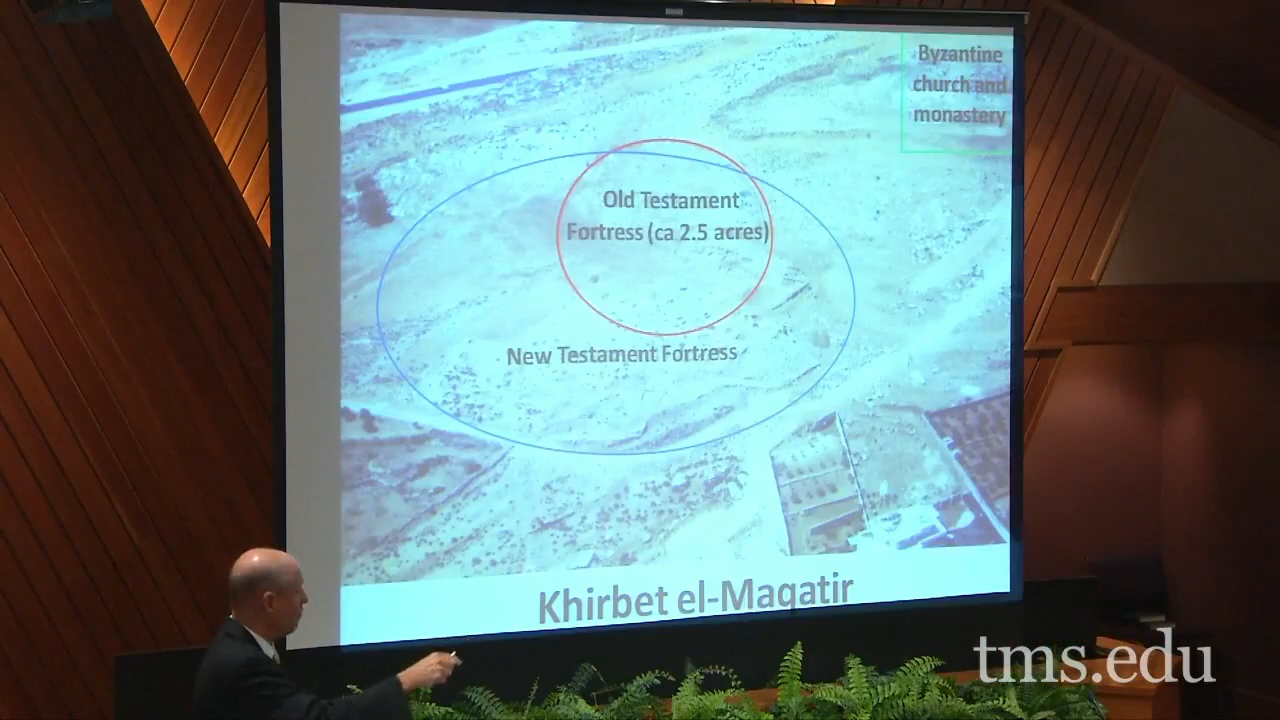 Byzantine
church and
monastery
Old Testament
Fortress (ca 2.5 acres)
New Testament Fortress
Khirbet el-Maqatir
tms.edu